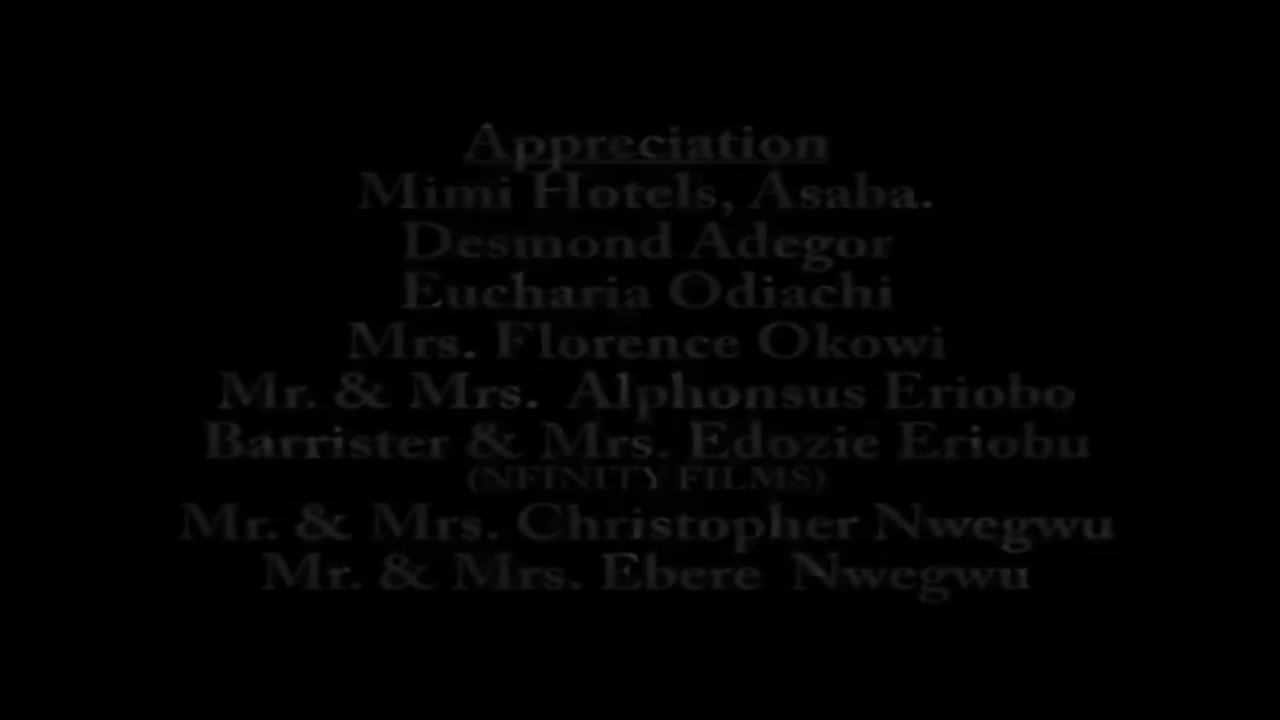 Appreciation
Mimi Hotels, Asaba.
Desmond Adegor
Eucharia Odiachi
Mrs. Florence Okowi
Mr. & Mrs. Alphonsus Eriobo
Barrister & Mrs. Edozie Eriobu
(NFINITY FILMS)
Mr. & Mrs. Christopher Nwegwu
Mr. & Mrs. Ebere Nwegwu